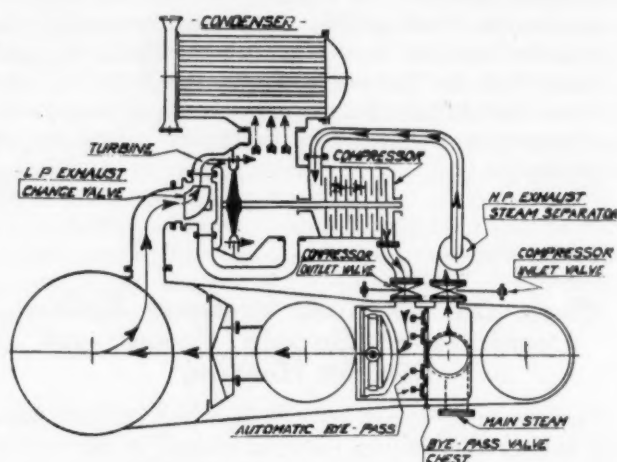 - CONDENSER -
TURBINE
L P EXHAUST
CHANGE VALVE
COMPRESSOR
H.P. EXHAUST
STEAM SEPARATOR
COMPRESSOR
OUTLET VALVE
COMPRESSOR
INLET VALVE
AUTOMATIC BYE-PASS
MAIN STEAM
BYE-PASS VALVE
CHEST